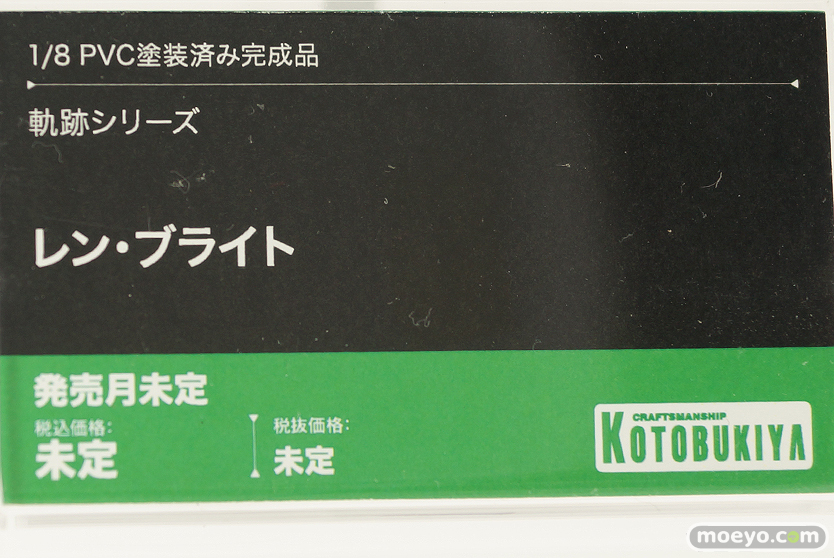 1/8 PVC塗装済み完成品
軌跡シリーズ
レン・ブライト
発売月未定
税込価格:
未定
税抜価格:
未定
CRAFTSMANSHIP
KOTOBUKIYA
moeyo.com